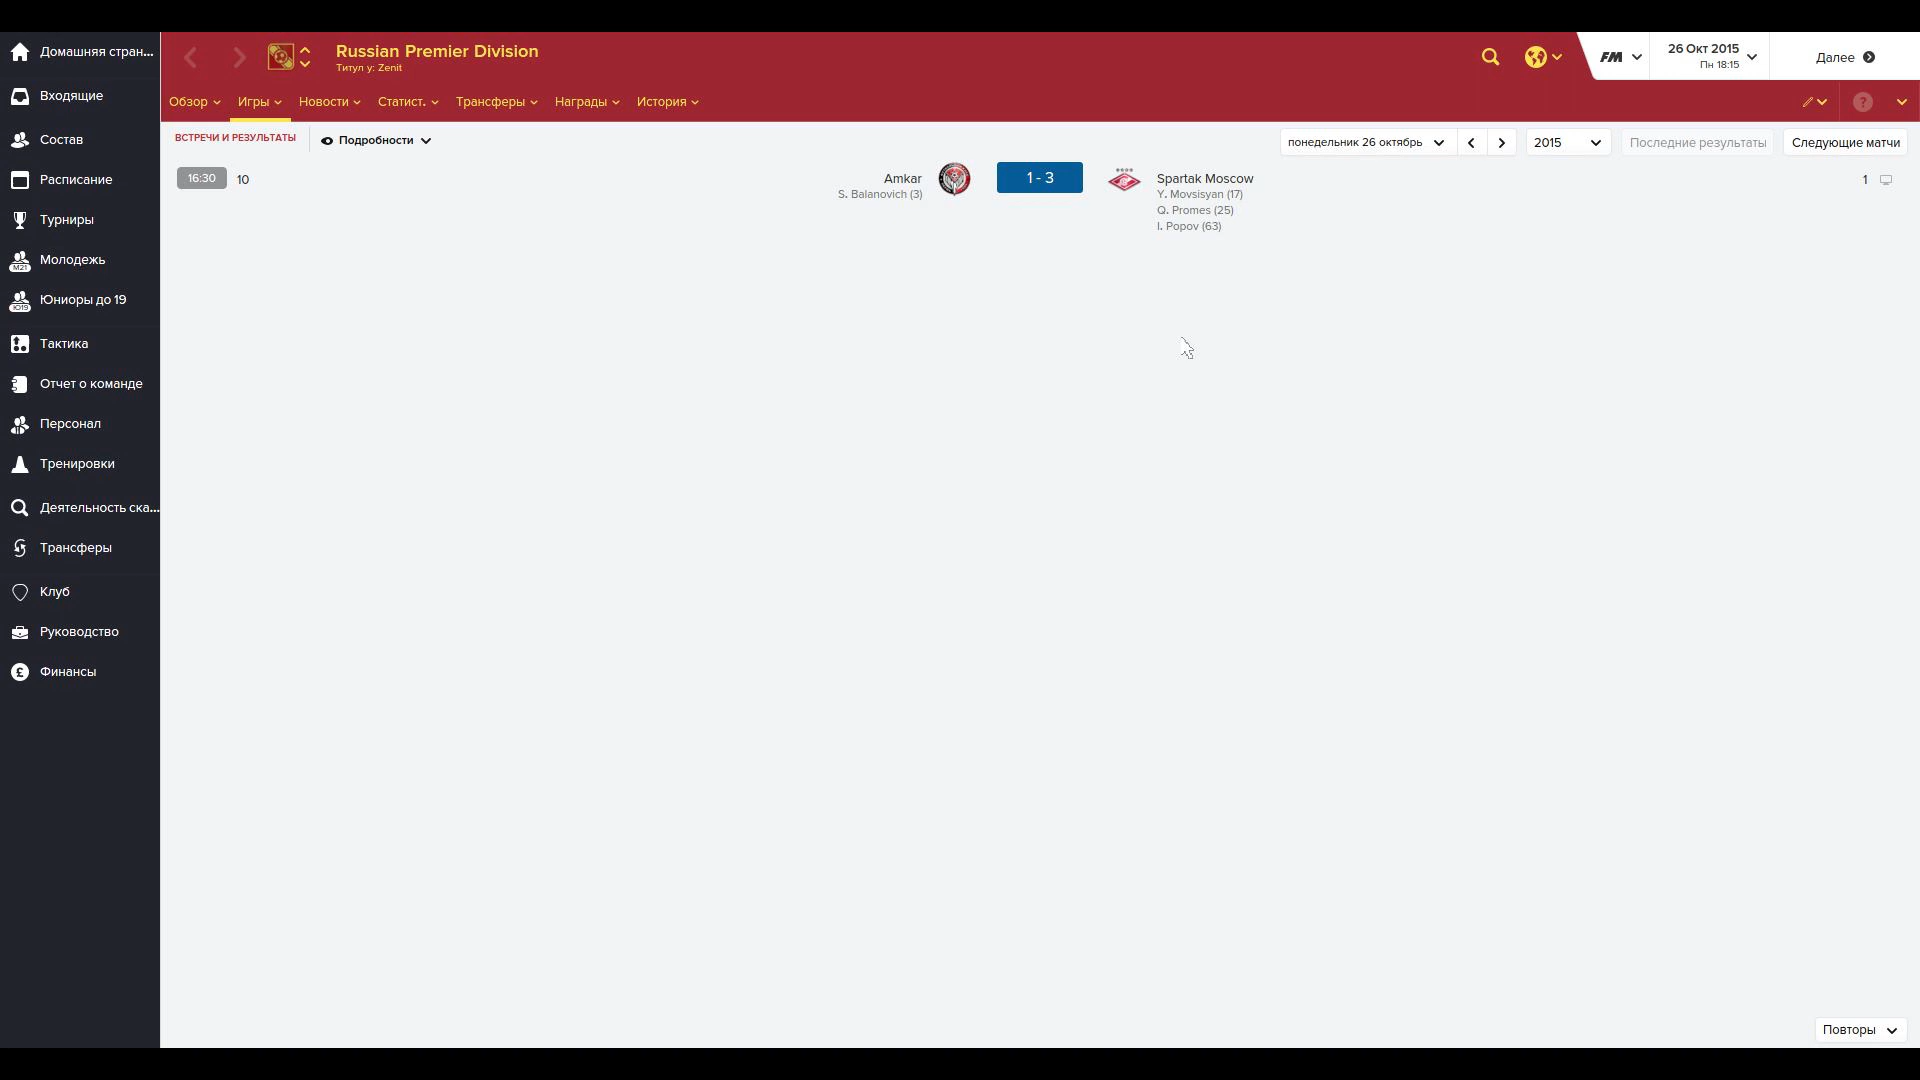 Домашняя стран...
Входящие
Состав
Расписание
Турниры
Молодежь
M21
Юниоры до 19
Ю19
Тактика
Отчет о команде
Персонал
Тренировки
Деятельность ска...
Трансферы
Клуб
Руководство
Финансы
Russian Premier Division
Титул у: Zenit
FM
26 Окт 2015
Пн 18:15
Далее
Обзор
Игры
Новости
Статист.
Трансферы
Награды
История
?
ВСТРЕЧИ И РЕЗУЛЬТАТЫ
Подробности
понедельник 26 октябрь
2015
Последние результаты
Следующие матчи
16:30
10
Amkar
1 - 3
Spartak Moscow
1
S. Balanovich (3)
Y. Movsisyan (17)
Q. Promes (25)
I. Popov (63)
Повторы